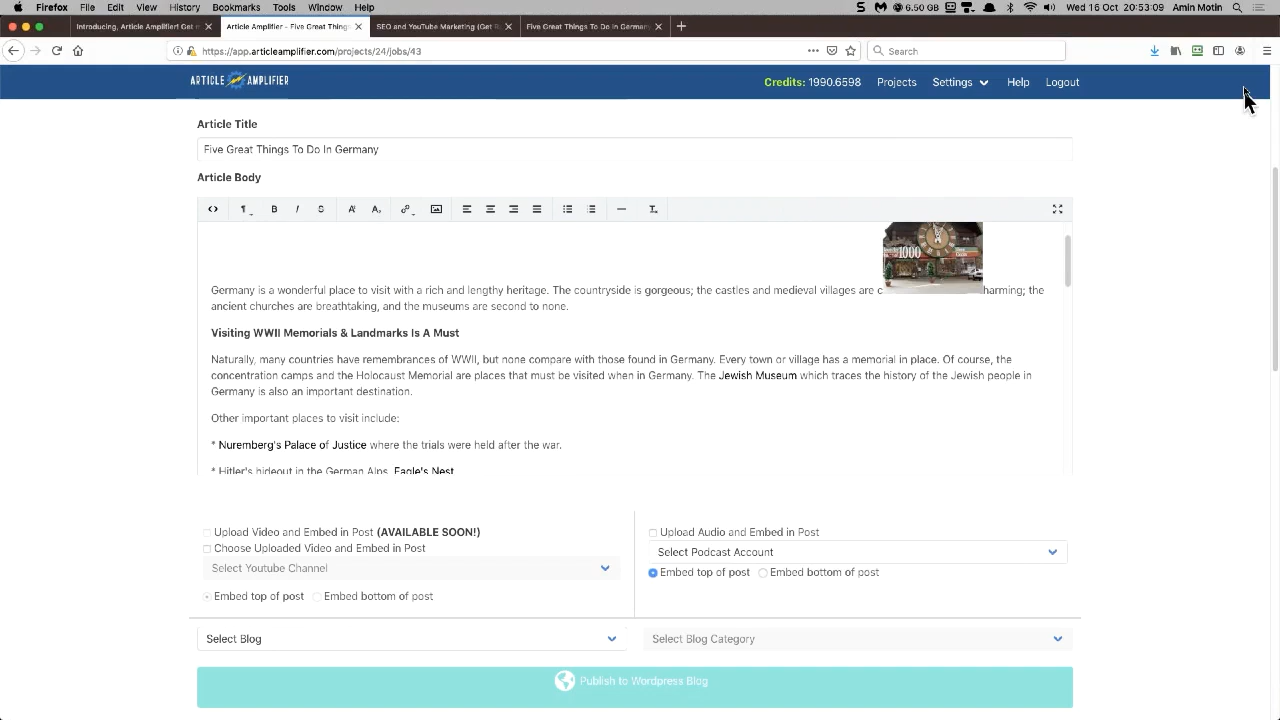 Firefox File Edit View History Bookmarks Tools Window Help 6.50 GB Mon 16 Dec 20:53:09 Amin Motin
Introducing, Article Amplifier! Get m Article Amplifier - Five Great Things SEO and YouTube Marketing (Get R Five Great Things To Do In Germany
https://app.articleamplifier.com/projects/24/jobs/43 Search
ARTICLE AMPLIFIER Credits: 1990.6598 Projects Settings Help Logout
Article Title
Five Great Things To Do In Germany
Article Body
1000
Germany is a wonderful place to visit with a rich and lengthy heritage. The countryside is gorgeous; the castles and medieval villages are c harming; the
ancient churches are breathtaking, and the museums are second to none.
Visiting WWII Memorials & Landmarks Is A Must
Naturally, many countries have remembrances of WWII, but none compare with those found in Germany. Every town or village has a memorial in place. Of course, the
concentration camps and the Holocaust Memorial are places that must be visited when in Germany. The Jewish Museum which traces the history of the Jewish people in
Germany is also an important destination.
Other important places to visit include:
* Nuremberg's Palace of Justice where the trials were held after the war.
* Hitler's hideout in the German Alps, Eagle's Nest
Upload Video and Embed in Post (AVAILABLE SOON!) Upload Audio and Embed in Post
Choose Uploaded Video and Embed in Post Select Podcast Account
Select Youtube Channel Embed top of post Embed bottom of post
Embed top of post Embed bottom of post
Select Blog Select Blog Category
Publish to Wordpress Blog